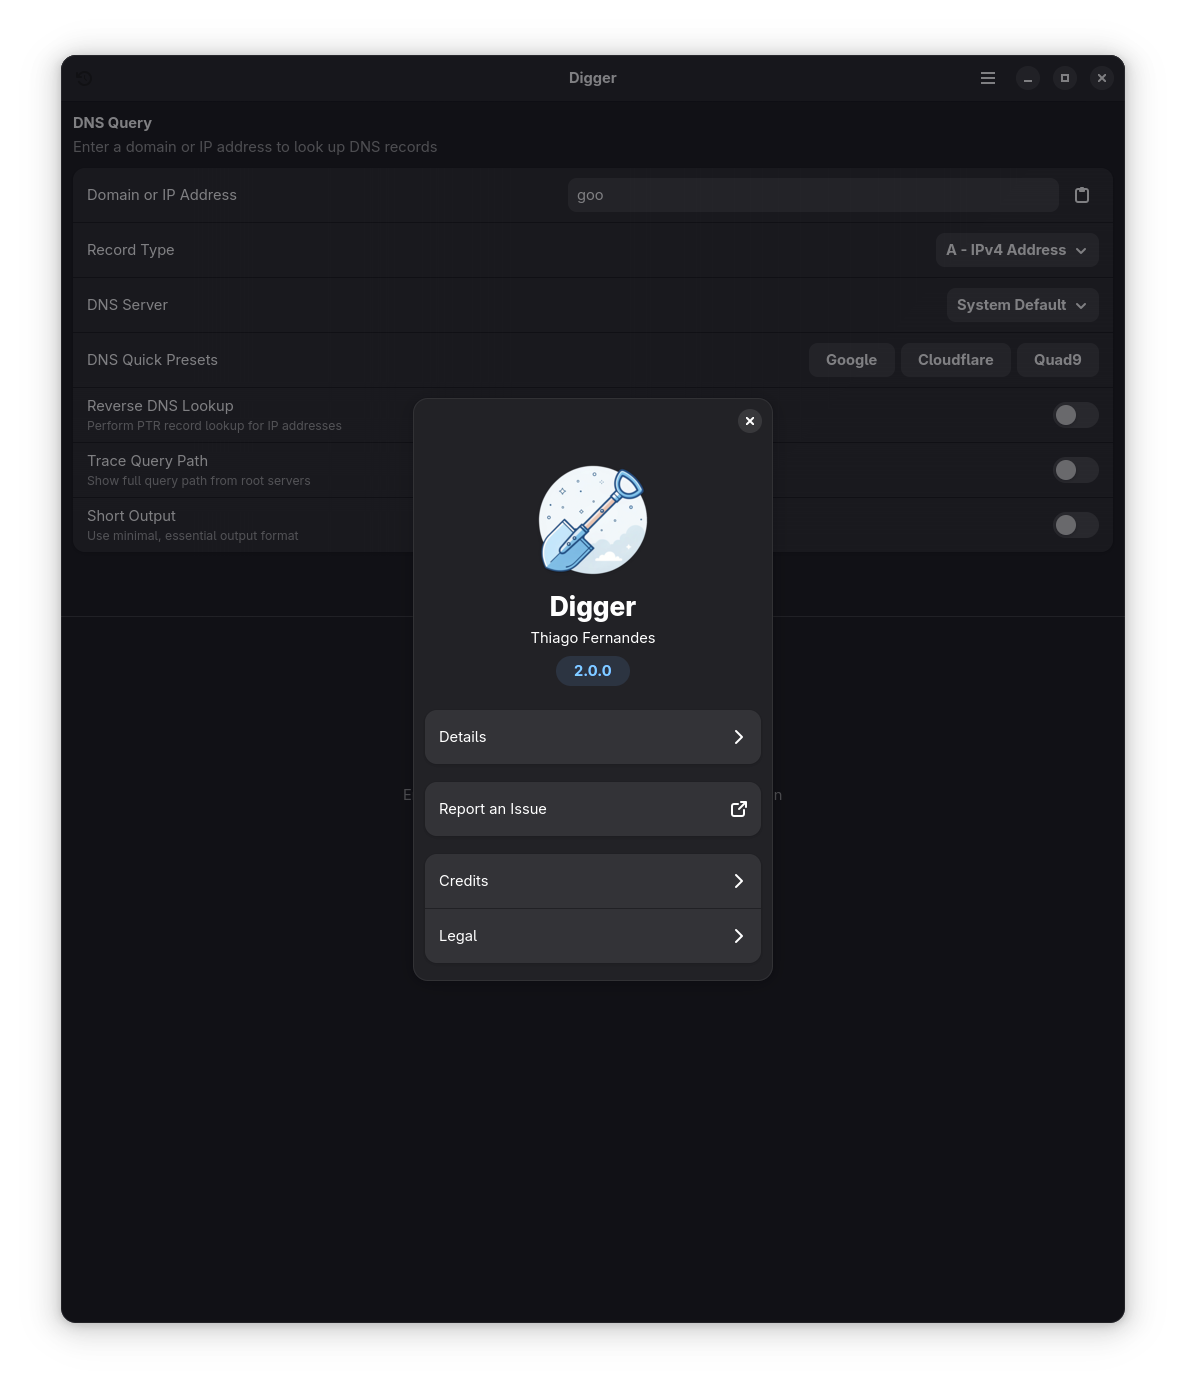 Digger
DNS Query
Enter a domain or IP address to look up DNS records
Domain or IP Address
goo
Record Type
A - IPv4 Address
DNS Server
System Default
DNS Quick Presets
Google
Cloudflare
Quad9
Reverse DNS Lookup
Perform PTR record lookup for IP addresses
Trace Query Path
Show full query path from root servers
Short Output
Use minimal, essential output format
Digger
Thiago Fernandes
2.0.0
Details
Report an Issue
Credits
Legal